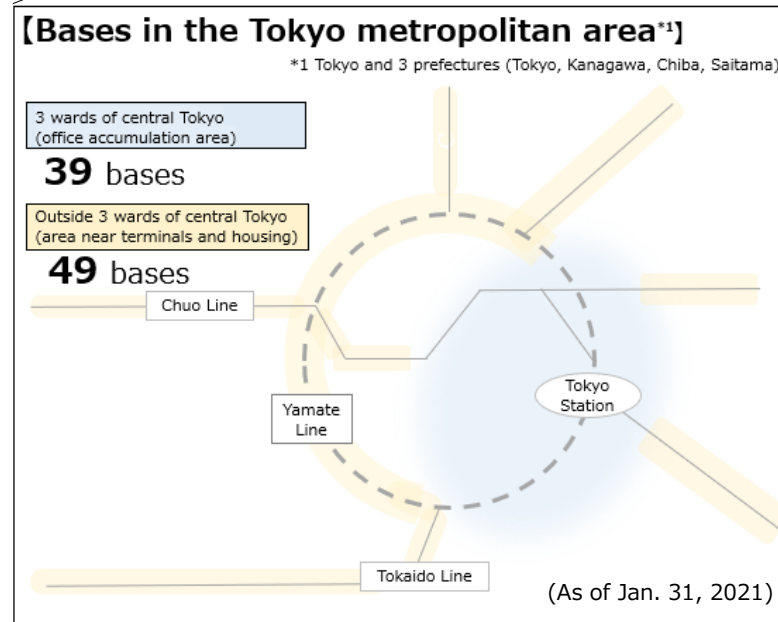 【Bases in the Tokyo metropolitan area*1】
*1 Tokyo and 3 prefectures (Tokyo, Kanagawa, Chiba, Saitama)
3 wards of central Tokyo
(office accumulation area)
39 bases
Outside 3 wards of central Tokyo
(area near terminals and housing)
49 bases
Chuo Line
Tokyo
Station
Yamate
Line
Tokaido Line
(As of Jan. 31, 2021)